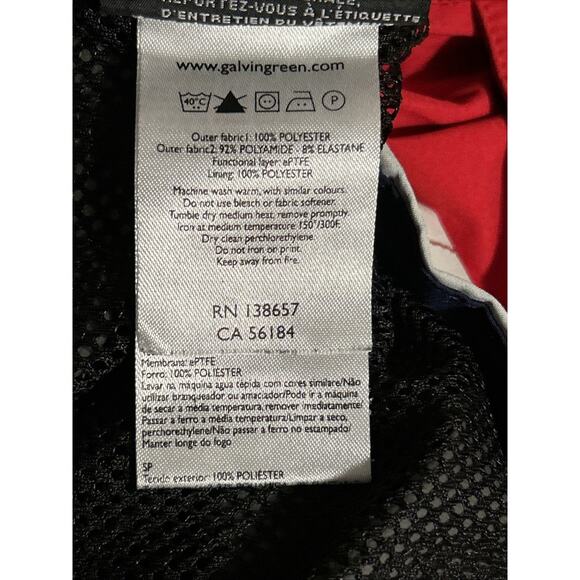 REPORTEZ-VOUS À L'ÉTIQUETTE
D'ENTRETIEN DU VÊTEMENT
www.galvingreen.com
40°C P
Outer fabric1: 100% POLYESTER
Outer fabric2: 92% POLYAMIDE - 8% ELASTANE
Functional layer: ePTFE
Lining: 100% POLYESTER
Machine wash warm, with similar colours.
Do not use bleach or fabric softener.
Tumble dry medium heat, remove promptly.
Iron at medium temperature 150°/300F.
Dry clean perchlorethylene.
Do not iron on print.
Keep away from fire.
RN 138657
CA 56184
Membrana: ePTFE
Forro: 100% POLIÉSTER
Lavar na máquina agua tépida com cores similare/Não
utilizar branqueador ou amaciador/Pode ir a máquina
de secar a média temperatura, remover imediatamente/
Passar a ferro a média temperatura/Limpar a seco,
perchorethylene/Não passar a ferro no estampado/
Manter longe do fogo
SP
Tecido exterior: 100% POLIÉSTER